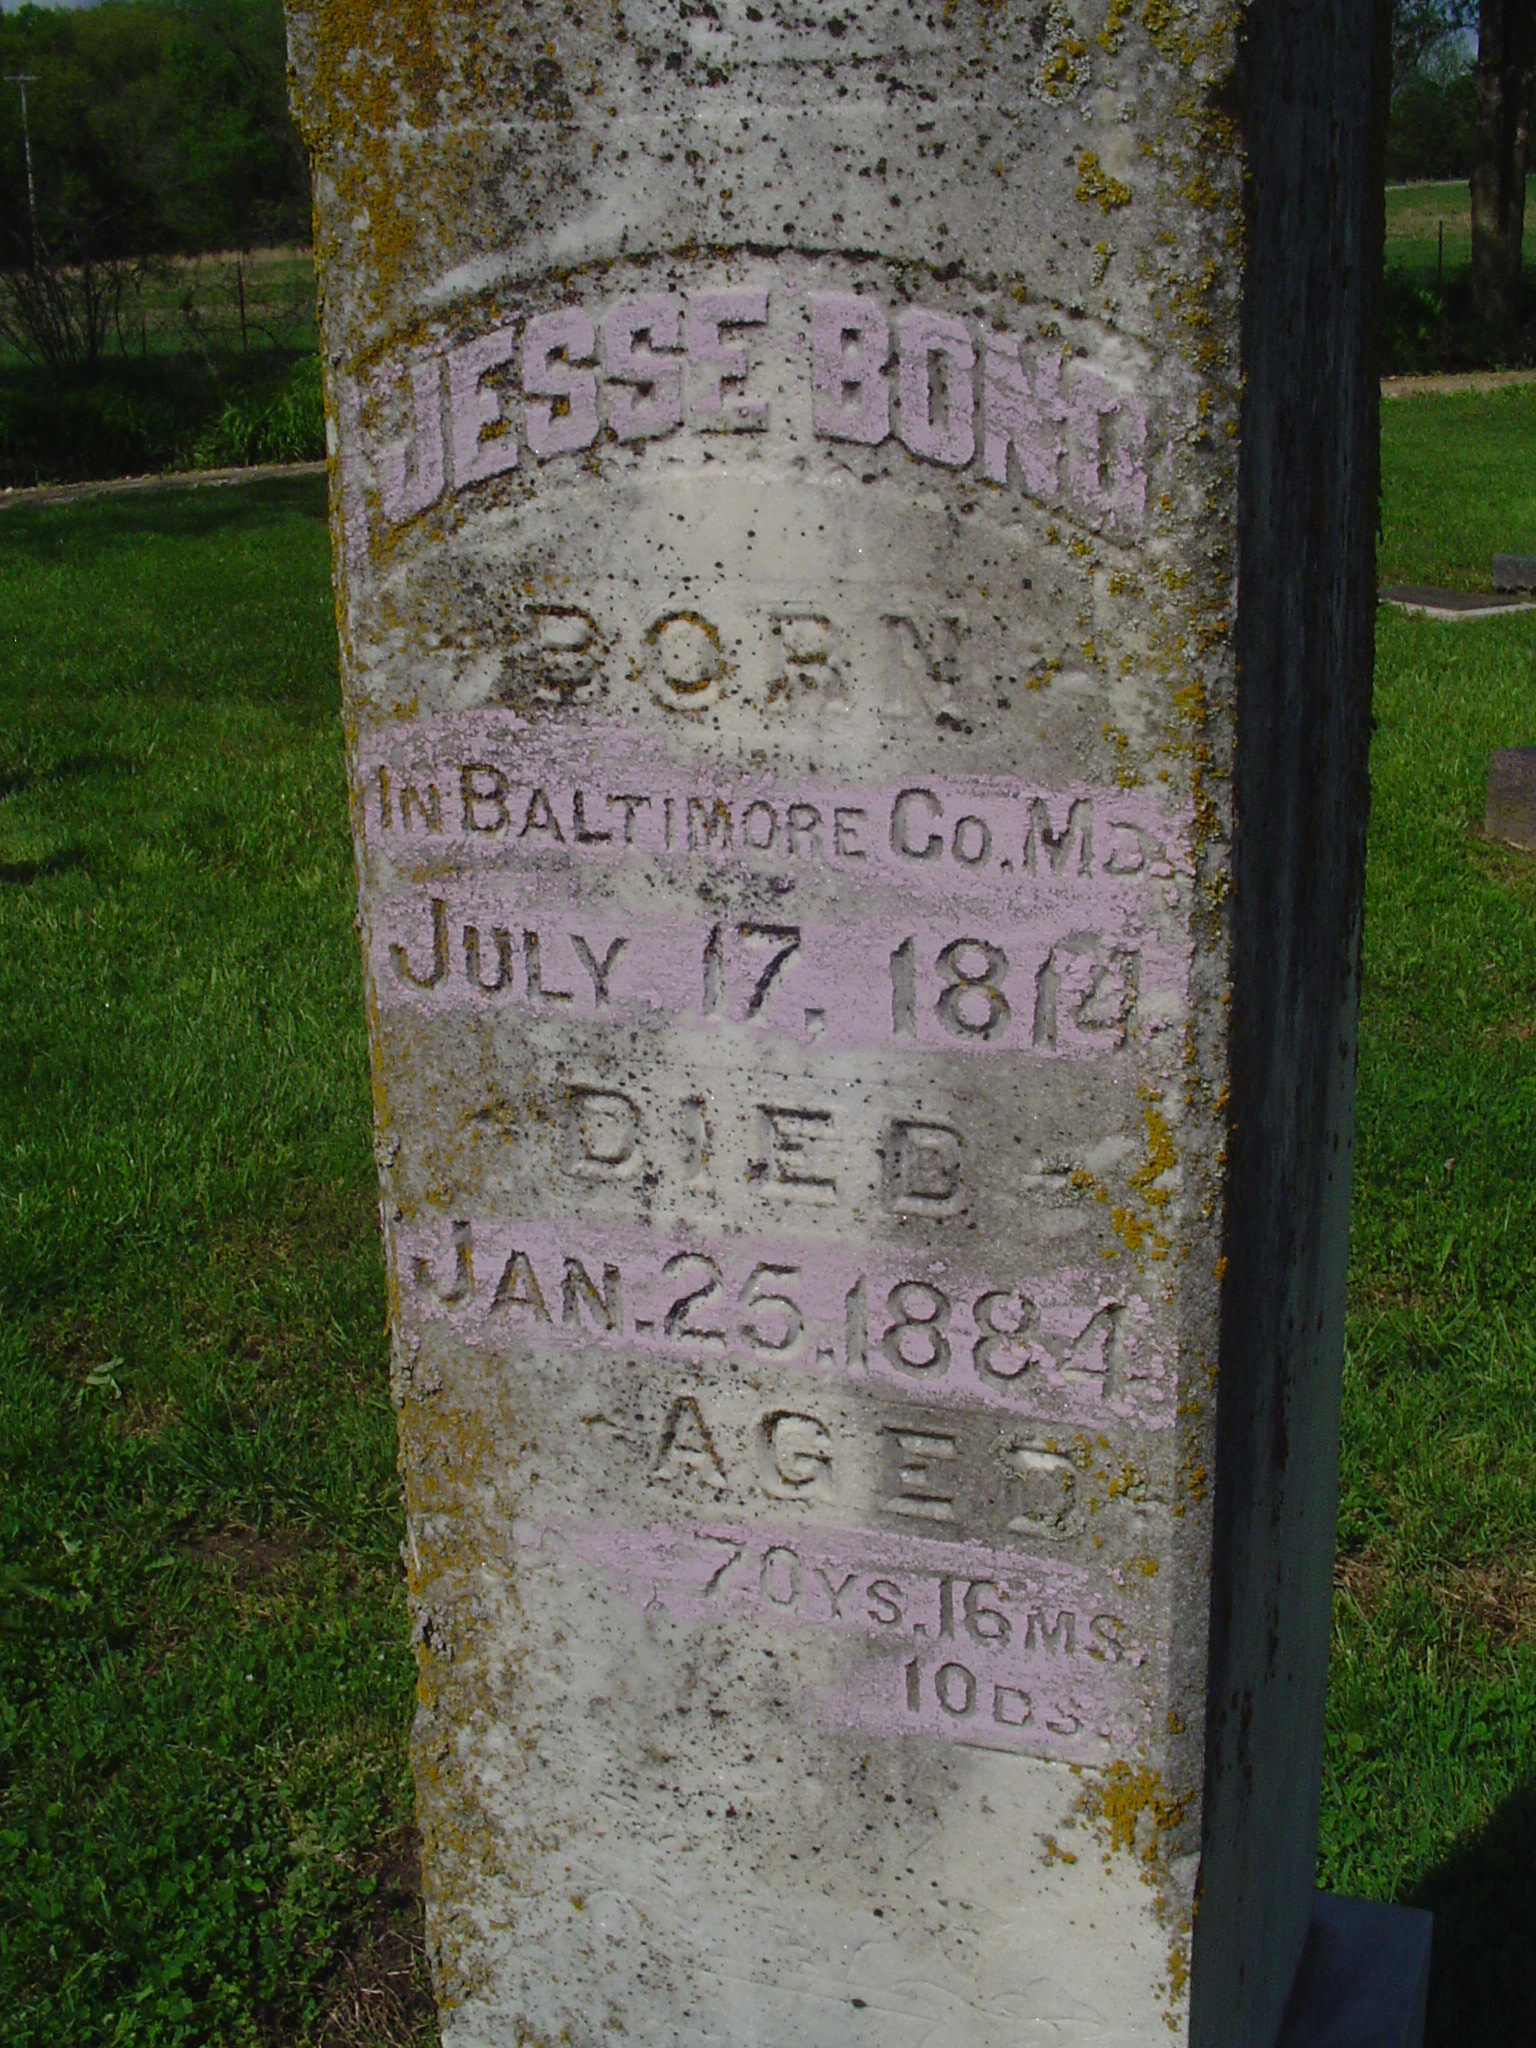 JESSE BOND
BORN
IN BALTIMORE CO. MD.
JULY. 17, 1814
DIED
JAN. 25. 1884
AGED
70 YS. 16 MS.
10 DS.